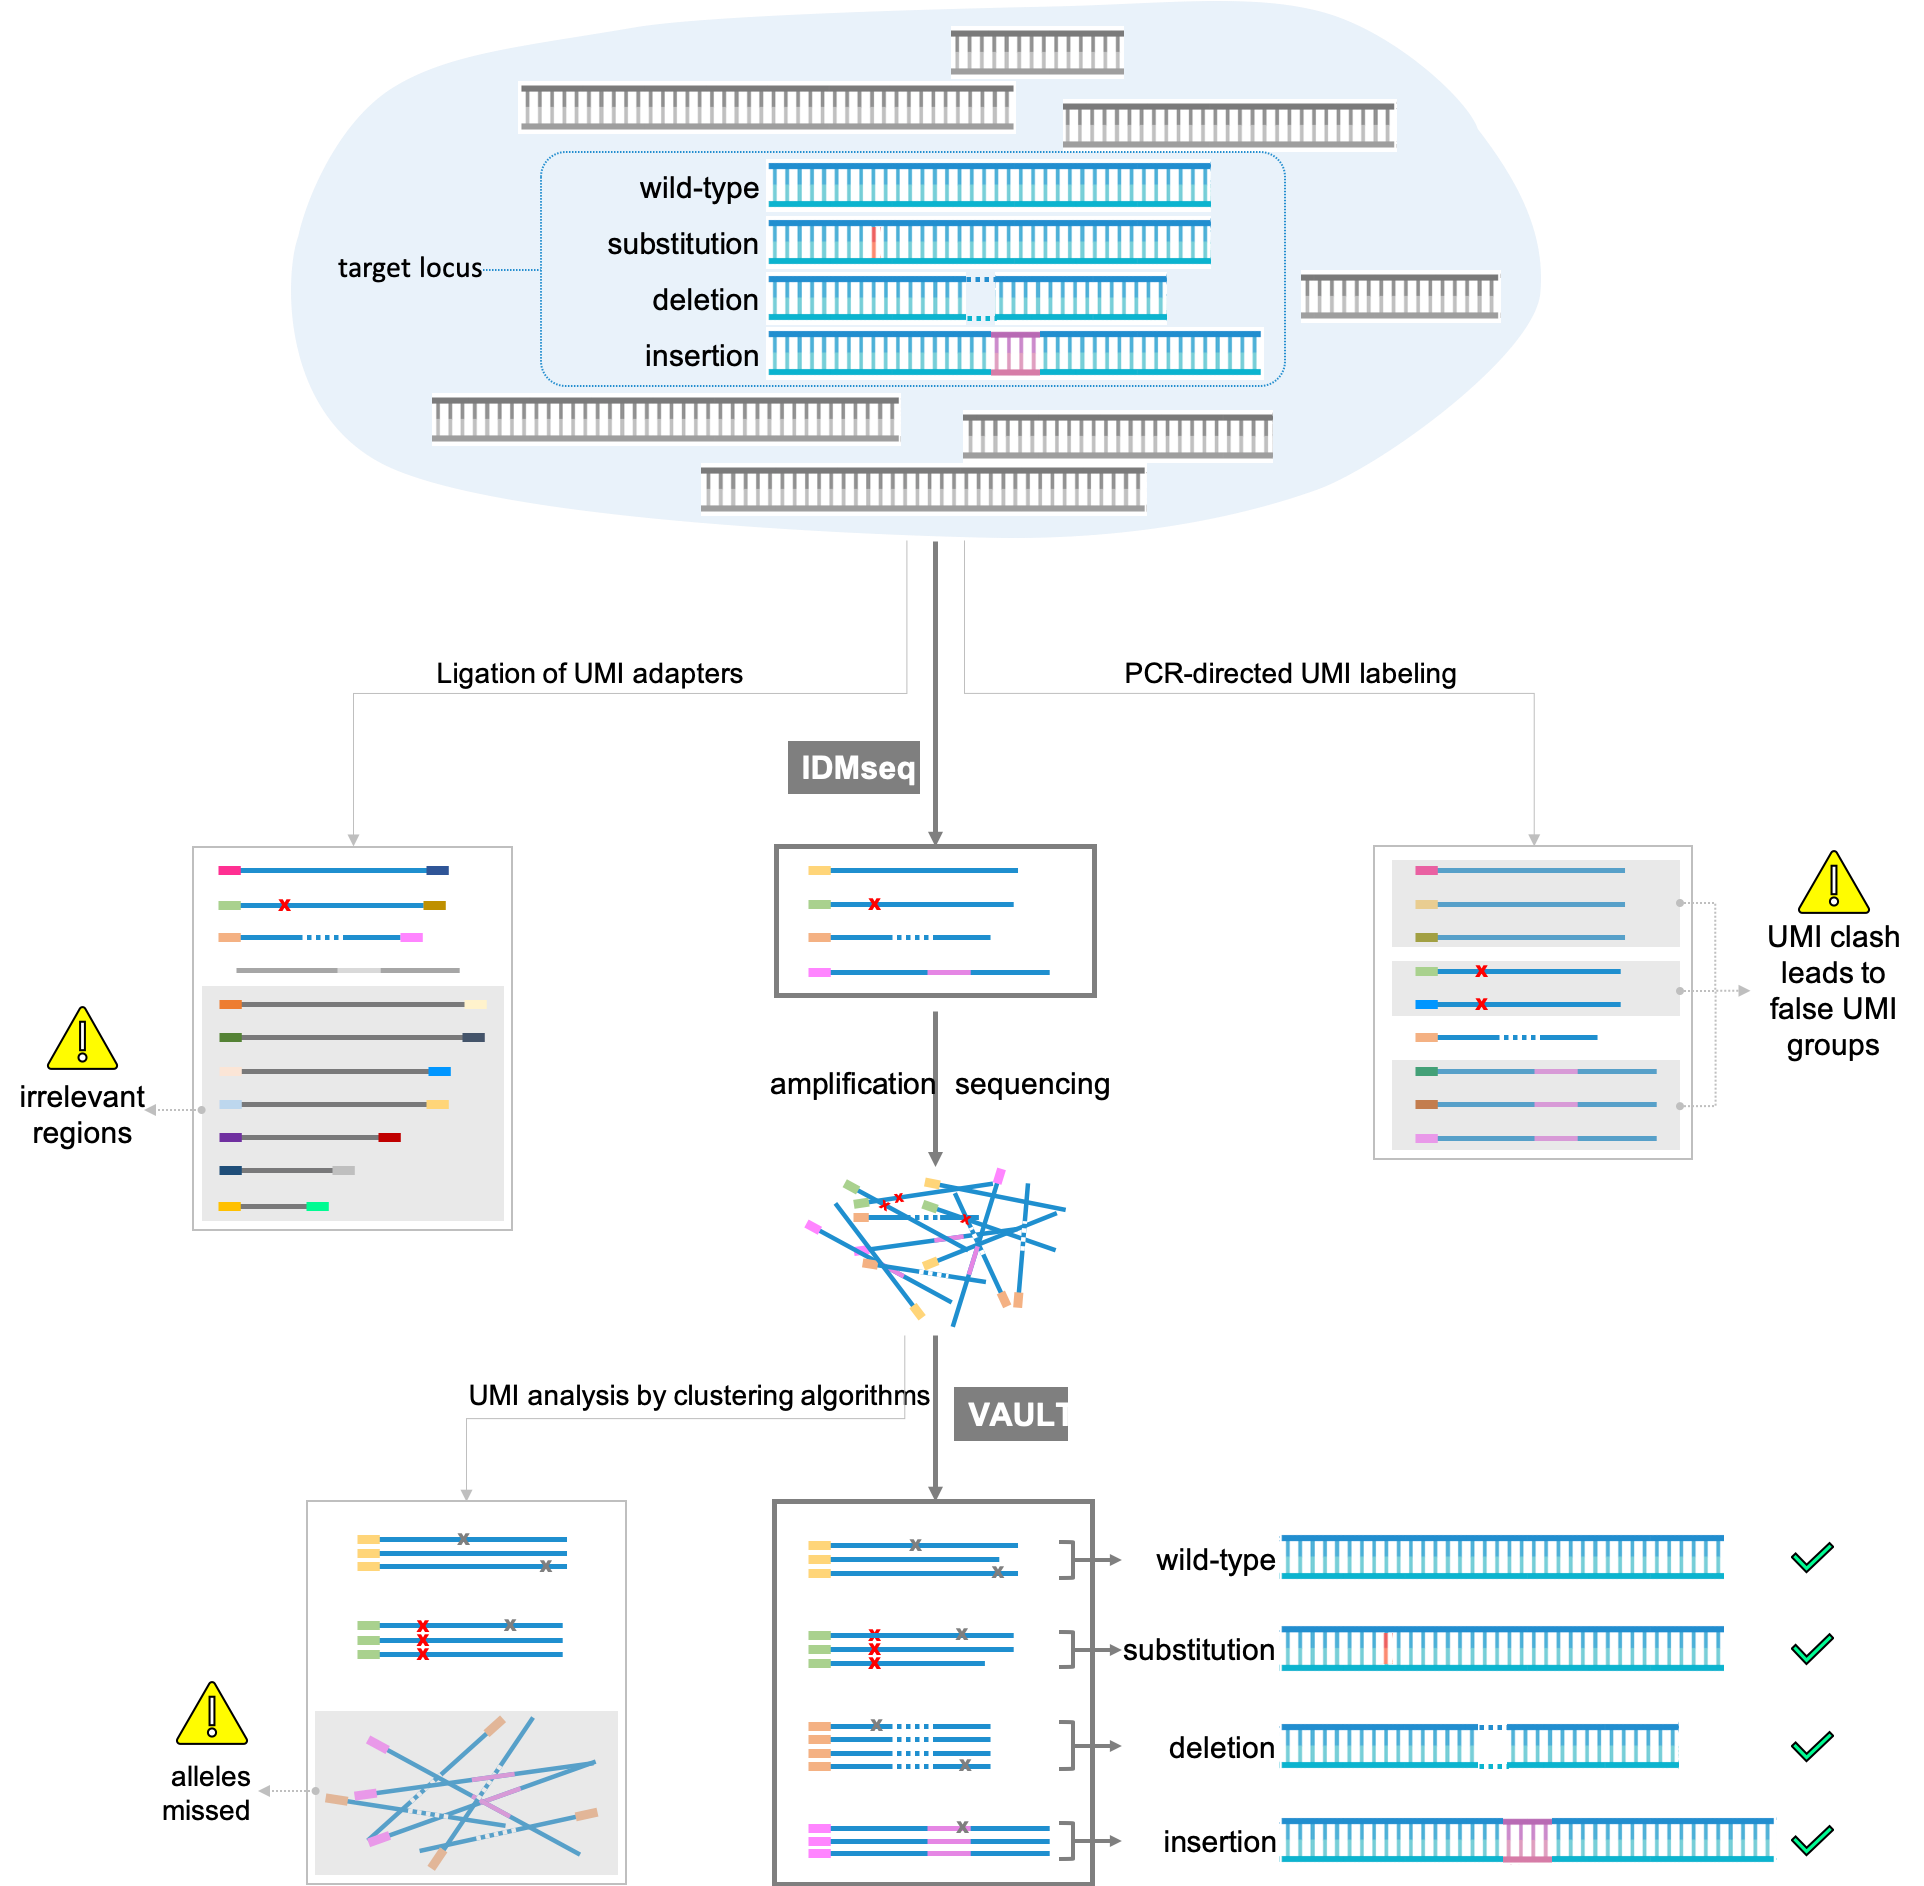 wild-type
substitution
target locus
deletion
insertion
Ligation of UMI adapters
PCR-directed UMI labeling
IDMseq
UMI clash
leads to
false UMI
groups
irrelevant
regions
amplification sequencing
UMI analysis by clustering algorithms
VAULT
wild-type
substitution
deletion
insertion
alleles
missed